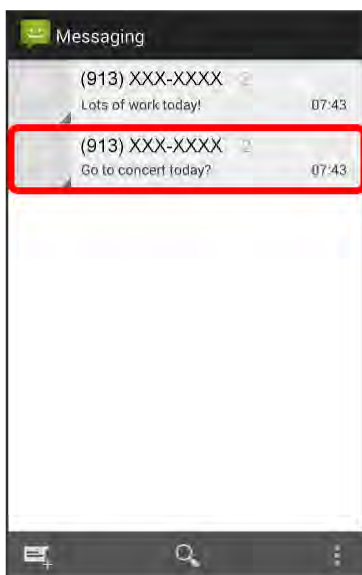 Messaging
(913) XXX-XXXX 2
Lots of work today! 07:43
(913) XXX-XXXX 2
Go to concert today? 07:43